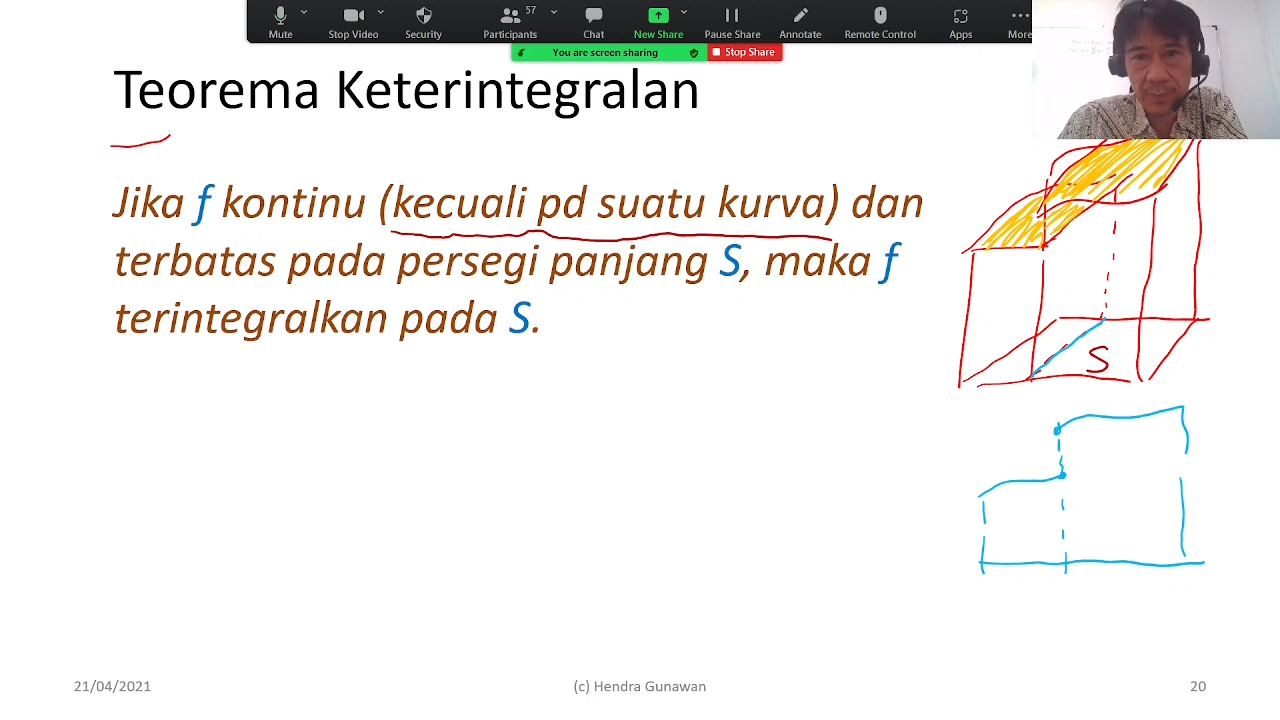 57
Mute
Stop Video
Security
Participants
Chat
New Share
Pause Share
Annotate
Remote Control
Apps
More
You are screen sharing
Stop Share
Teorema Keterintegralan
Jika f kontinu (kecuali pd suatu kurva) dan
terbatas pada persegi panjang S, maka f
terintegralkan pada S.
S
21/04/2021
(c) Hendra Gunawan
20